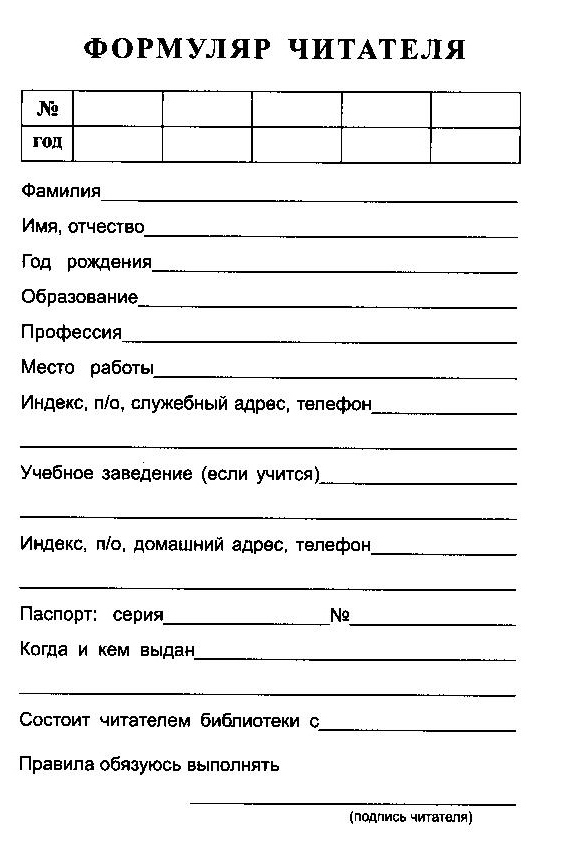 ФОРМУЛЯР ЧИТАТЕЛЯ
№
год
Фамилия
Имя, отчество
Год рождения
Образование
Профессия
Место работы
Индекс, п/о, служебный адрес, телефон
Учебное заведение (если учится)
Индекс, п/о, домашний адрес, телефон
Паспорт: серия №
Когда и кем выдан
Состоит читателем библиотеки с
Правила обязуюсь выполнять
(подпись читателя)